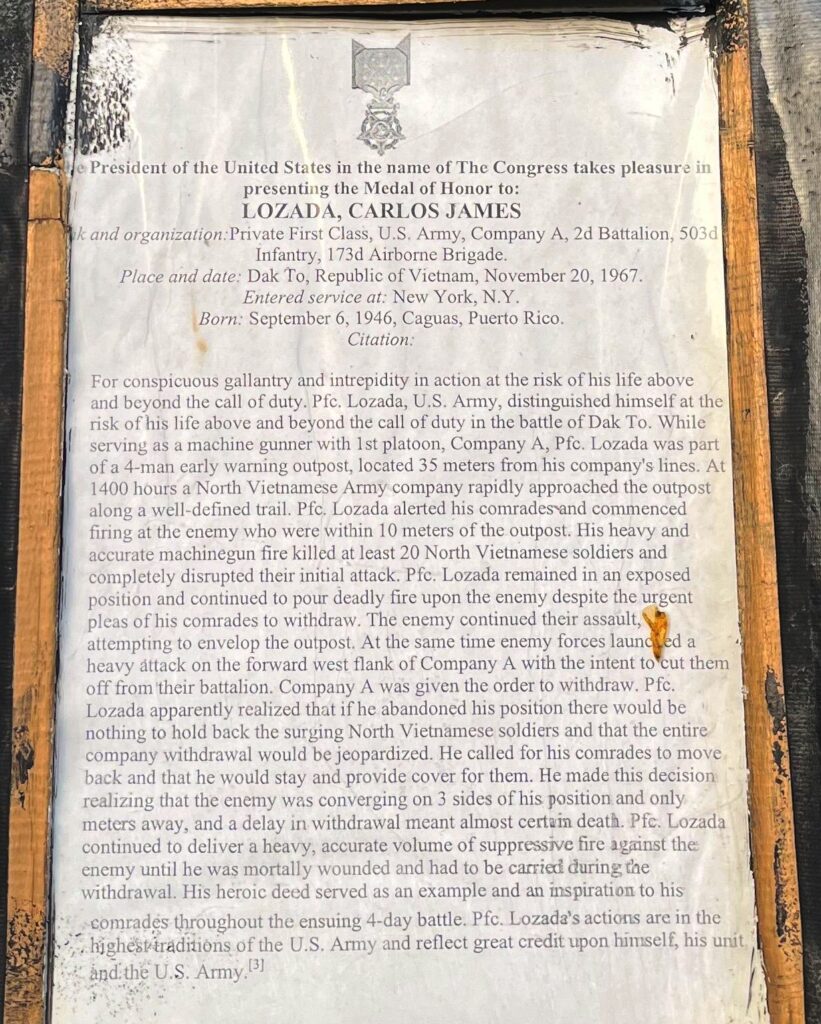 President of the United States in the name of The Congress takes pleasure in
presenting the Medal of Honor to:
LOZADA, CARLOS JAMES
and organization:Private First Class, U.S. Army, Company A, 2d Battalion, 503d
Infantry, 173d Airborne Brigade.
Place and date: Dak To, Republic of Vietnam, November 20, 1967.
Entered service at: New York, N.Y.
Born: September 6, 1946, Caguas, Puerto Rico.
Citation:
For conspicuous gallantry and intrepidity in action at the risk of his life above
and beyond the call of duty. Pfc. Lozada, U.S. Army, distinguished himself at the
risk of his life above and beyond the call of duty in the battle of Dak To. While
serving as a machine gunner with 1st platoon, Company A, Pfc. Lozada was part
of a 4-man early warning outpost, located 35 meters from his company's lines. At
1400 hours a North Vietnamese Army company rapidly approached the outpost
along a well-defined trail. Pfc. Lozada alerted his comrades and commenced
firing at the enemy who were within 10 meters of the outpost. His heavy and
accurate machinegun fire killed at least 20 North Vietnamese soldiers and
completely disrupted their initial attack. Pfc. Lozada remained in an exposed
position and continued to pour deadly fire upon the enemy despite the urgent
pleas of his comrades to withdraw. The enemy continued their assault,
attempting to envelop the outpost. At the same time enemy forces launched a
heavy attack on the forward west flank of Company A with the intent to cut them
off from their battalion. Company A was given the order to withdraw. Pfc.
Lozada apparently realized that if he abandoned his position there would be
nothing to hold back the surging North Vietnamese soldiers and that the entire
company withdrawal would be jeopardized. He called for his comrades to move
back and that he would stay and provide cover for them. He made this decision
realizing that the enemy was converging on 3 sides of his position and only
meters away, and a delay in withdrawal meant almost certain death. Pfc. Lozada
continued to deliver a heavy, accurate volume of suppressive fire against the
enemy until he was mortally wounded and had to be carried during the
withdrawal. His heroic deed served as an example and an inspiration to his
comrades throughout the ensuing 4-day battle. Pfc. Lozada's actions are in the
highest traditions of the U.S. Army and reflect great credit upon himself, his unit
and the U.S. Army.[3]